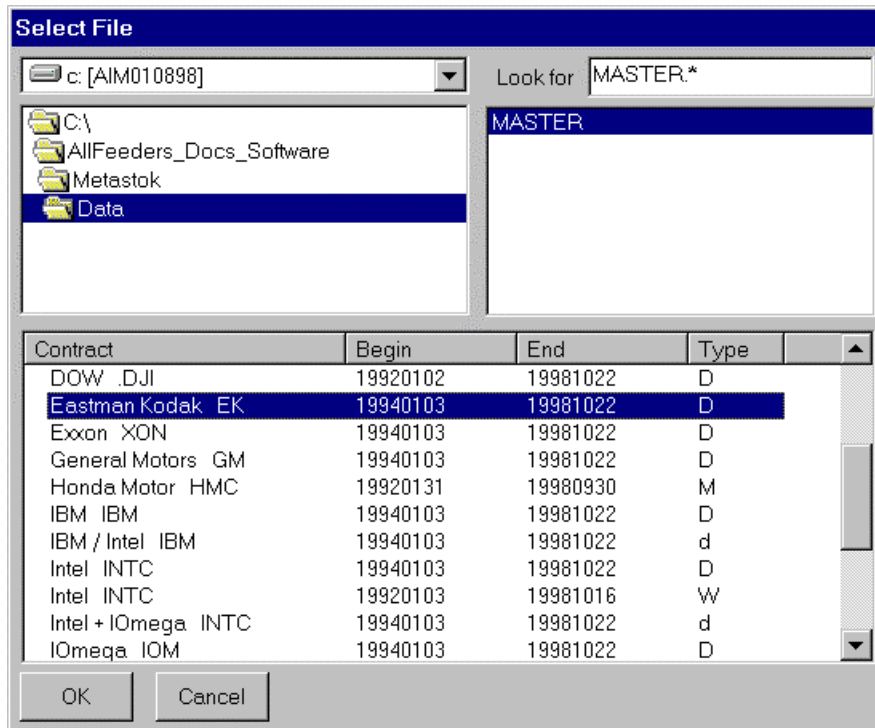 Select File
c: [AIM010898]
Look for MASTER.*
C:\
AllFeeders_Docs_Software
Metastok
Data
MASTER
Contract Begin End Type
DOW .DJI 19920102 19981022 D
Eastman Kodak EK 19940103 19981022 D
Exxon XON 19940103 19981022 D
General Motors GM 19940103 19981022 D
Honda Motor HMC 19920131 19980930 M
IBM IBM 19940103 19981022 D
IBM / Intel IBM 19940103 19981022 d
Intel INTC 19940103 19981022 D
Intel INTC 19920103 19981016 W
Intel + IOmega INTC 19940103 19981022 d
IOmega IOM 19940103 19981022 D
OK Cancel